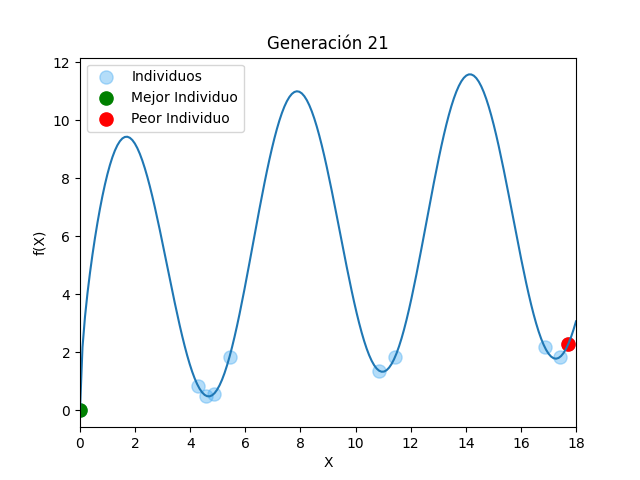 Generación 21
12
10
8
6
4
2
0
f(X)
Individuos
Mejor Individuo
Peor Individuo
0 2 4 6 8 10 12 14 16 18
X